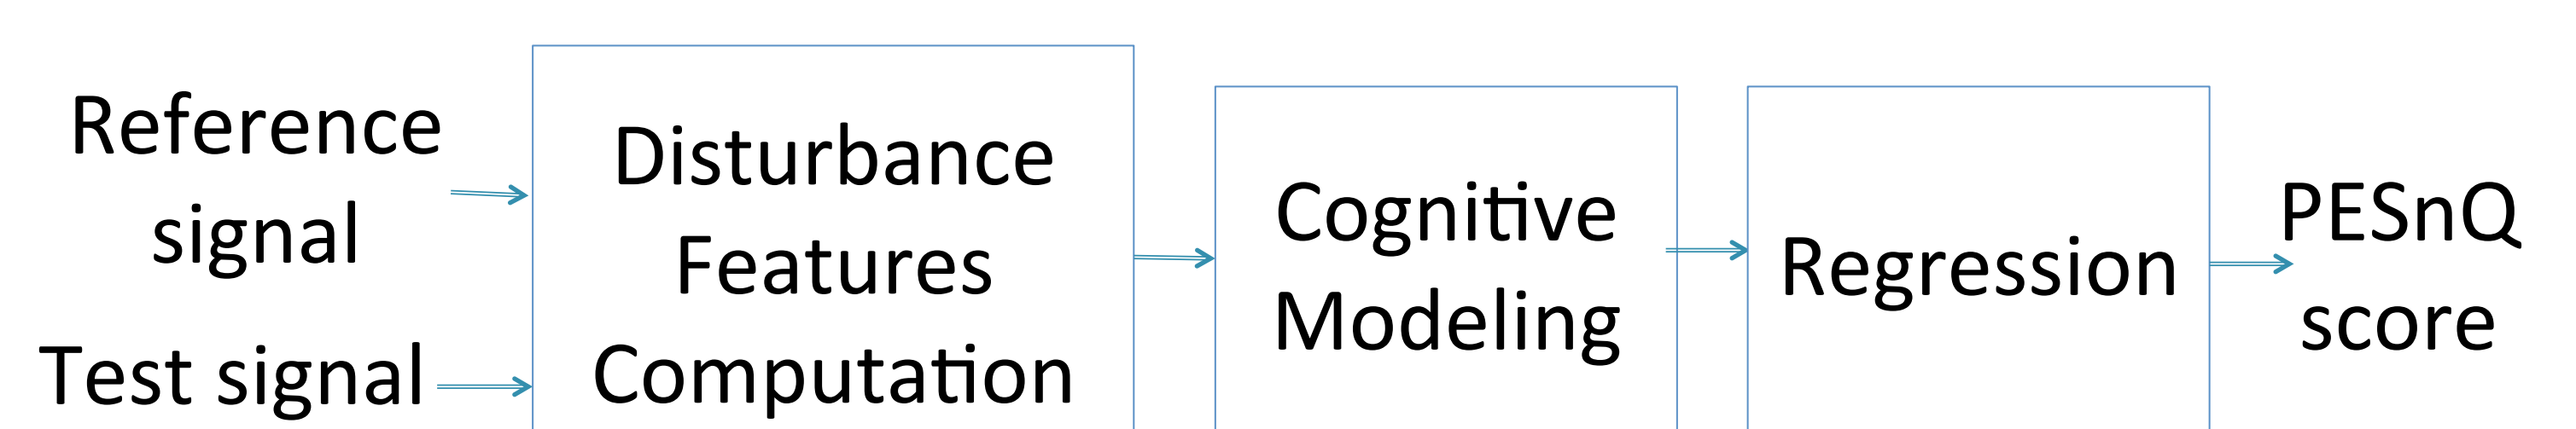 Reference
signal
Test signal
Disturbance
Features
Computation
Cognitive
Modeling
Regression
PESnQ
score